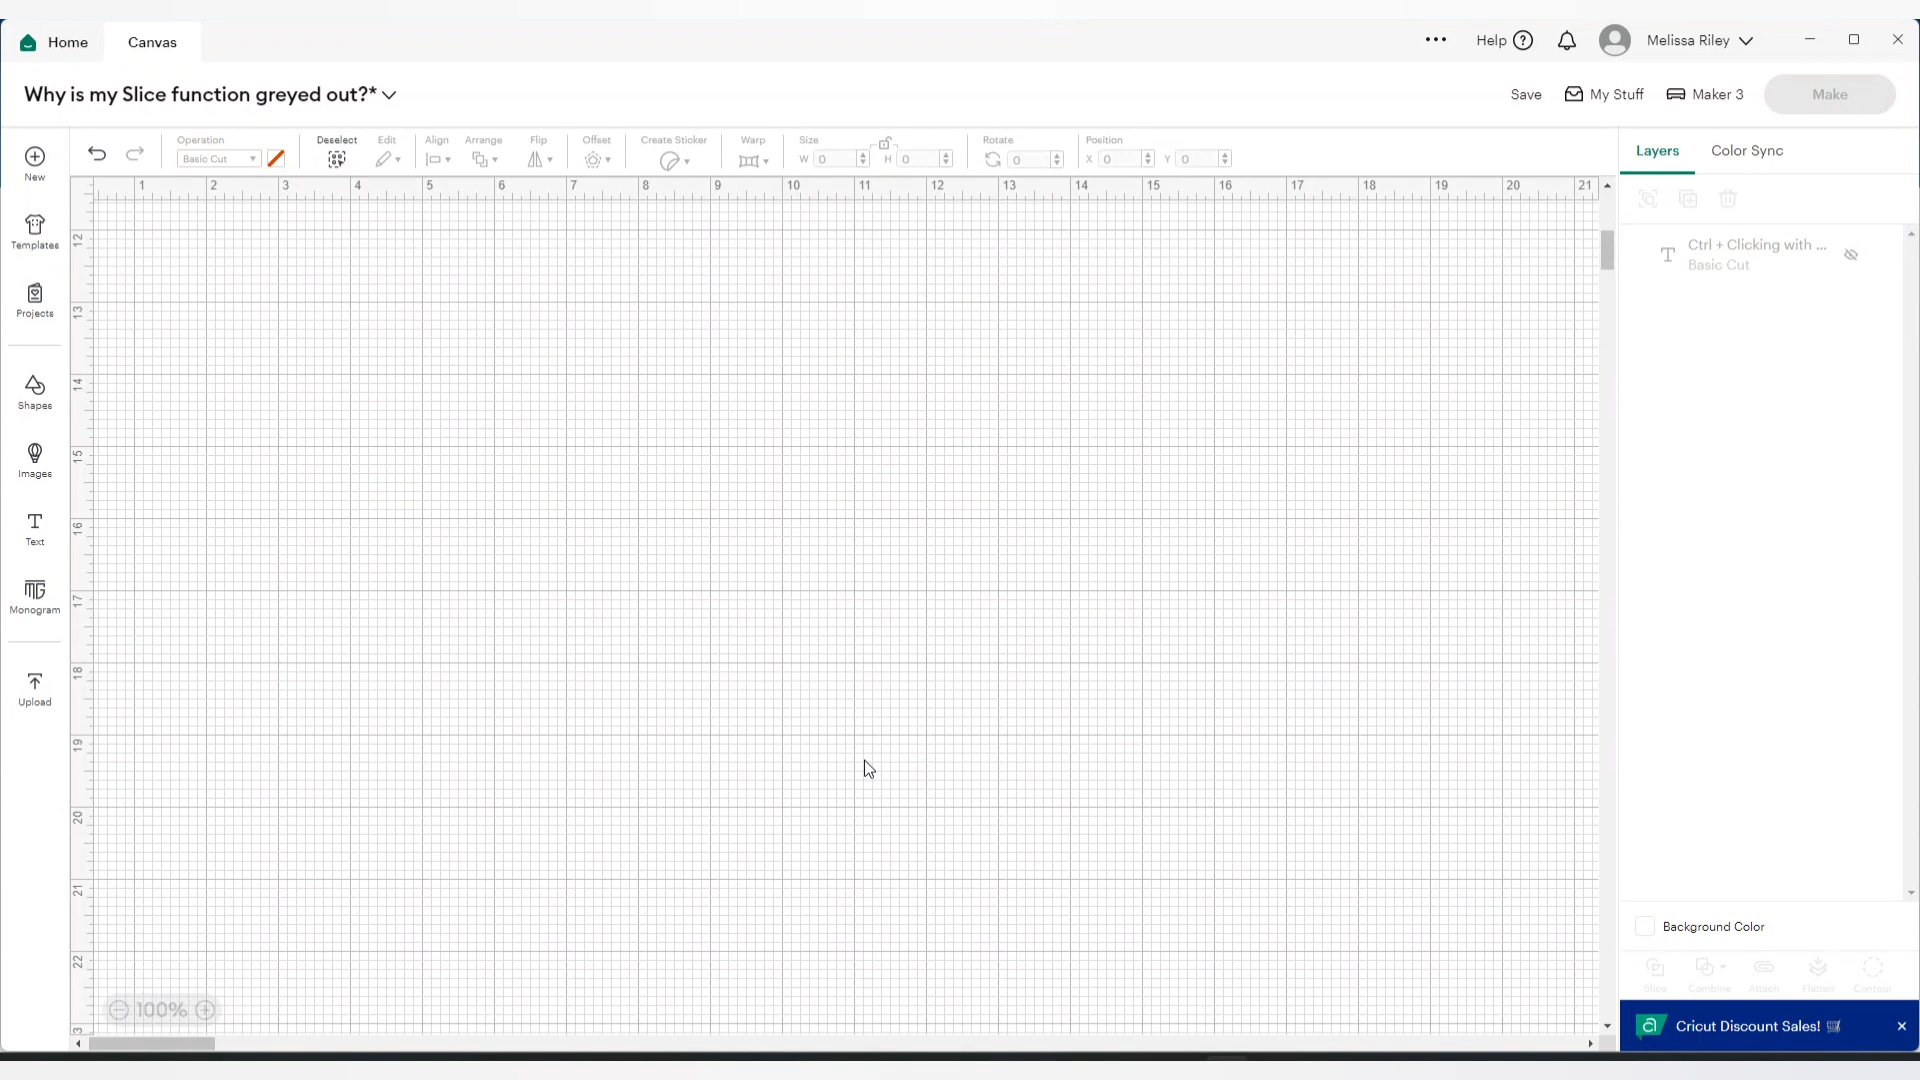 Home
Canvas
Help
Melissa Riley
Why is my Slice function greyed out?*
Save
My Stuff
Maker 3
Make
Operation
Basic Cut
Deselect
Edit
Align
Arrange
Flip
Offset
Create Sticker
Warp
Size
W 0
H 0
Rotate
0
Position
X 0
Y 0
Layers
Color Sync
New
Templates
Projects
Shapes
Images
Text
Monogram
Upload
1 2 3 4 5 6 7 8 9 10 11 12 13 14 15 16 17 18 19 20 21
12
13
14
15
16
17
18
19
20
21
22
3
Ctrl + Clicking with ...
Basic Cut
100%
Background Color
Slice
Combine
Attach
Flatten
Contour
Cricut Discount Sales!